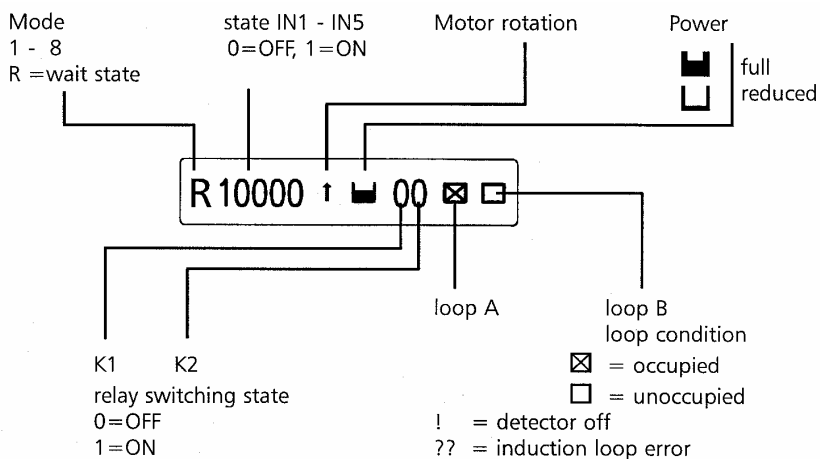 Mode
1 - 8
R =wait state
state IN1 - IN5
0=OFF, 1=ON
Motor rotation
Power
full
reduced
R 10000 ↑ 00
loop A
loop B
loop condition
= occupied
= unoccupied
! = detector off
?? = induction loop error
K1 K2
relay switching state
0=OFF
1=ON